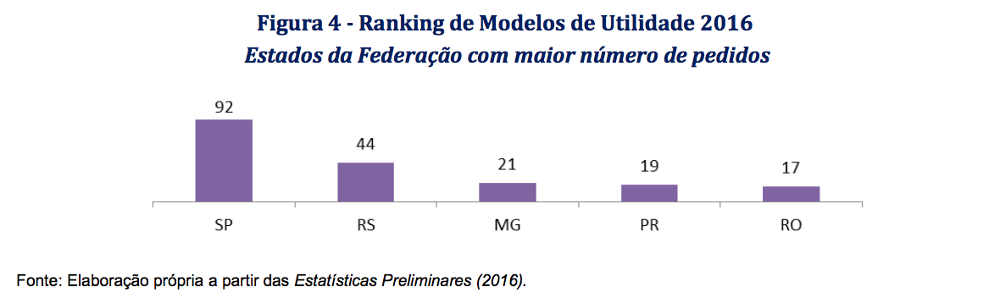 Figura 4 - Ranking de Modelos de Utilidade 2016
Estados da Federação com maior número de pedidos
92
44
21
19
17
SP
RS
MG
PR
RO
Fonte: Elaboração própria a partir das Estatísticas Preliminares (2016).